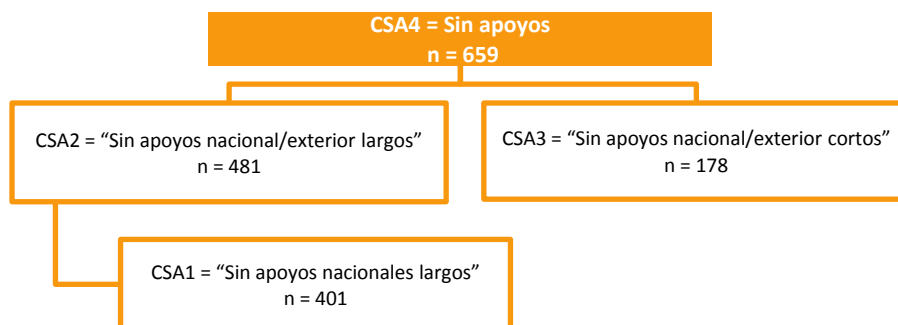 CSA4 = Sin apoyos
n = 659
CSA2 = “Sin apoyos nacional/exterior largos”
n = 481
CSA3 = “Sin apoyos nacional/exterior cortos”
n = 178
CSA1 = “Sin apoyos nacionales largos”
n = 401